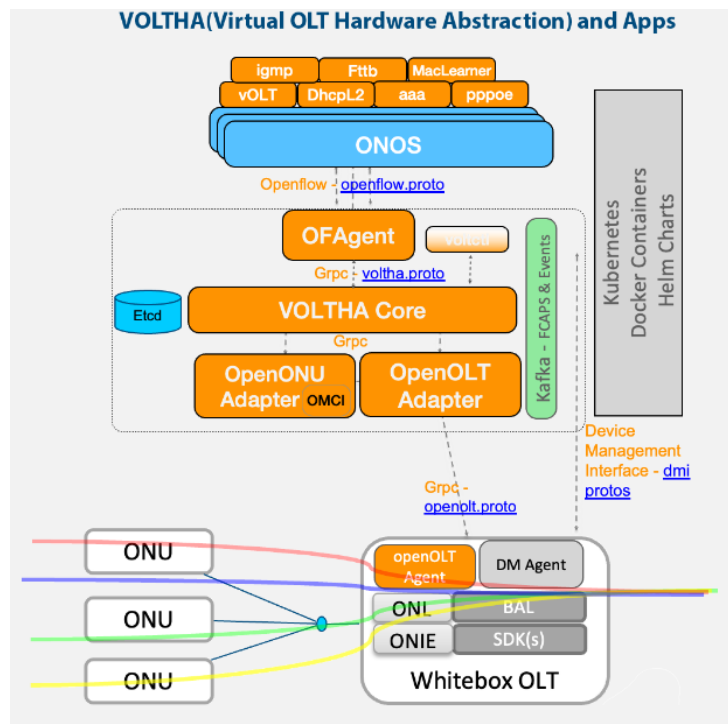 VOLTHA(Virtual OLT Hardware Abstraction) and Apps
igmp
Fttb
MacLearner
vOLT
DhcpL2
aaa
pppoe
ONOS
Openflow - openflow.proto
OFAgent
Grpc - voltha.proto
Etcd
VOLTHA Core
Grpc
OpenONU
Adapter
OMCI
OpenOLT
Adapter
Kafka - FCAPS & Events
Kubernetes
Docker Containers
Helm Charts
Device
Management
Interface - dmi
protos
Grpc -
openolt.proto
ONU
ONU
ONU
openOLT
Agent
DM Agent
ONL
BAL
ONIE
SDK(s)
Whitebox OLT